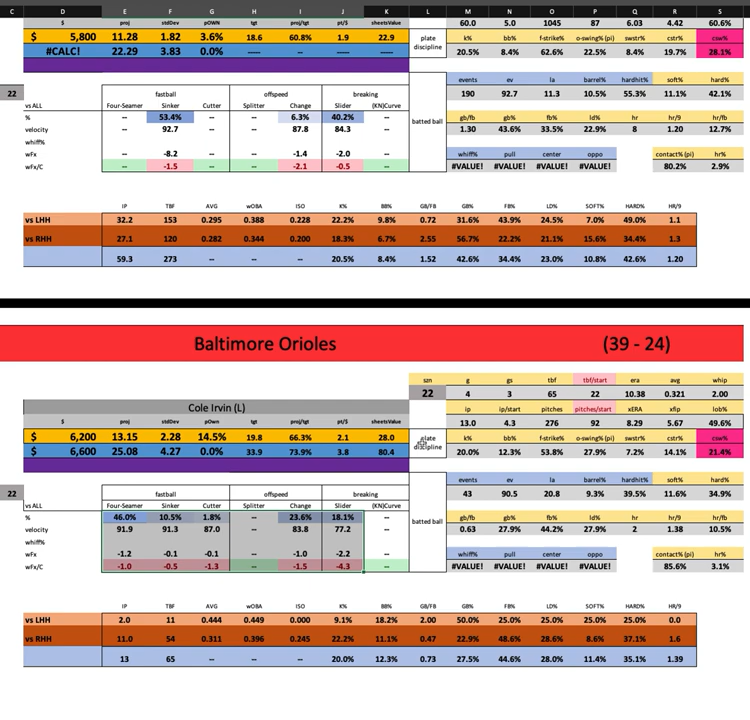 C D E F G H I J K L M N O P Q R S
$ proj stdDev pOWN tgt proj/tgt pt/$ sheetsValue 60.0 5.0 1045 87 6.03 4.42 60.6%
$ 5,800 11.28 1.82 3.6% 18.6 60.8% 1.9 22.9 plate discipline k% bb% f-strike% o-swing% (pi) swstr% cstr% csw%
#CALC! 22.29 3.83 0.0% ---- ---- -- ---- 20.5% 8.4% 62.6% 22.5% 8.4% 19.7% 28.1%
events ev la barrel% hardhit% soft% hard%
22 fastball offspeed breaking 190 92.7 11.3 10.5% 55.3% 11.1% 42.1%
vs ALL Four-Seamer Sinker Cutter Splitter Change Slider (KN)Curve
% -- 53.4% -- -- 6.3% 40.2% -- batted ball gb/fb gb% fb% ld% hr hr/9 hr/fb
velocity -- 92.7 -- -- 87.8 84.3 -- 1.30 43.6% 33.5% 22.9% 8 1.20 12.7%
whiff%
wFx -- -8.2 -- -- -1.4 -2.0 -- whiff% pull center oppo contact% (pi) hr%
wFx/C -- -1.5 -- -- -2.1 -0.5 -- #VALUE! #VALUE! #VALUE! #VALUE! 80.2% 2.9%
IP TBF AVG wOBA ISO K% BB% GB/FB GB% FB% LD% SOFT% HARD% HR/9
vs LHH 32.2 153 0.295 0.388 0.228 22.2% 9.8% 0.72 31.6% 43.9% 24.5% 7.0% 49.0% 1.1
vs RHH 27.1 120 0.282 0.344 0.200 18.3% 6.7% 2.55 56.7% 22.2% 21.1% 15.6% 34.4% 1.3
59.3 273 -- -- -- 20.5% 8.4% 1.52 42.6% 34.4% 23.0% 10.8% 42.6% 1.20
Baltimore Orioles (39 - 24)
szn g gs tbf tbf/start era avg whip
22 4 3 65 22 10.38 0.321 2.00
Cole Irvin (L) ip ip/start pitches pitches/start xERA xfip lob%
$ proj stdDev pOwn tgt proj/tgt pt/$ sheetsValue 13.0 4.3 276 92 8.29 5.67 49.6%
$ 6,200 13.15 2.28 14.5% 19.8 66.3% 2.1 28.0 plate discipline k% bb% f-strike% o-swing% (pi) swstr% cstr% csw%
$ 6,600 25.08 4.27 0.0% 33.9 73.9% 3.8 80.4 20.0% 12.3% 53.8% 27.9% 7.2% 14.1% 21.4%
events ev la barrel% hardhit% soft% hard%
22 fastball offspeed breaking 43 90.5 20.8 9.3% 39.5% 11.6% 34.9%
vs ALL Four-Seamer Sinker Cutter Splitter Change Slider (KN)Curve
% 46.0% 10.5% 1.8% -- 23.6% 18.1% -- batted ball gb/fb gb% fb% ld% hr hr/9 hr/fb
velocity 91.9 91.3 87.0 -- 83.8 77.2 -- 0.63 27.9% 44.2% 27.9% 2 1.38 10.5%
whiff%
wFx -1.2 -0.1 -0.1 -- -1.0 -2.2 -- whiff% pull center oppo contact% (pi) hr%
wFx/C -1.0 -0.5 -1.3 -- -1.5 -4.3 -- #VALUE! #VALUE! #VALUE! #VALUE! 85.6% 3.1%
IP TBF AVG wOBA ISO K% BB% GB/FB GB% FB% LD% SOFT% HARD% HR/9
vs LHH 2.0 11 0.444 0.449 0.000 9.1% 18.2% 2.00 50.0% 25.0% 25.0% 25.0% 25.0% 0.0
vs RHH 11.0 54 0.311 0.396 0.245 22.2% 11.1% 0.47 22.9% 48.6% 28.6% 8.6% 37.1% 1.6
13 65 -- -- -- 20.0% 12.3% 0.73 27.5% 44.6% 28.0% 11.4% 35.1% 1.39